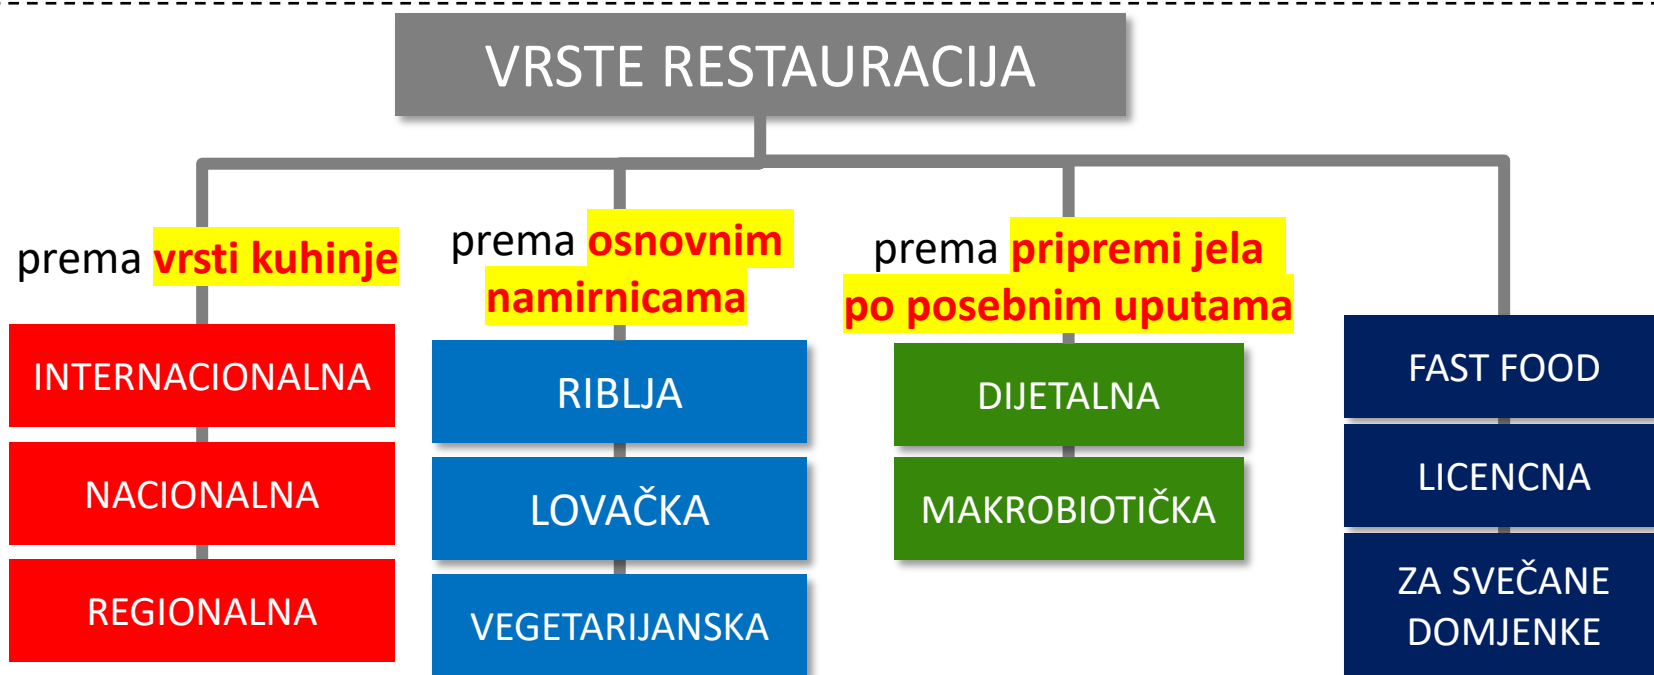 VRSTE RESTAURACIJA
prema vrsti kuhinje
INTERNACIONALNA
NACIONALNA
REGIONALNA
prema osnovnim
namirnicama
RIBLJA
LOVAČKA
VEGETARIJANSKA
prema pripremi jela
po posebnim uputama
DIJETALNA
MAKROBIOTIČKA
FAST FOOD
LICENCNA
ZA SVEČANE
DOMJENKE